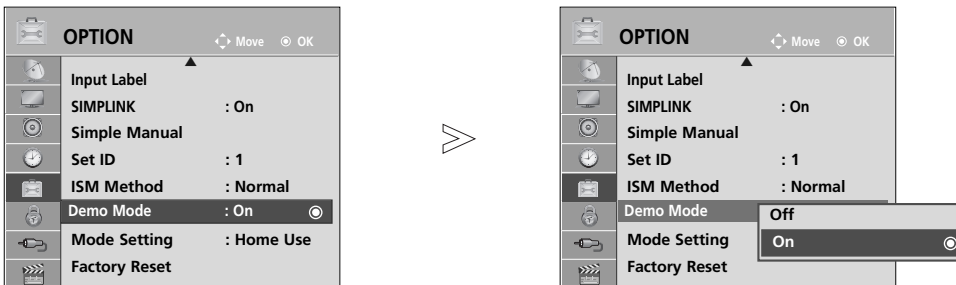 OPTION
Move OK
Input Label
SIMPLINK : On
Simple Manual
Set ID : 1
ISM Method : Normal
Demo Mode : On
Mode Setting : Home Use
Factory Reset
OPTION
Move OK
Input Label
SIMPLINK : On
Simple Manual
Set ID : 1
ISM Method : Normal
Demo Mode
Off
On
Mode Setting
Factory Reset